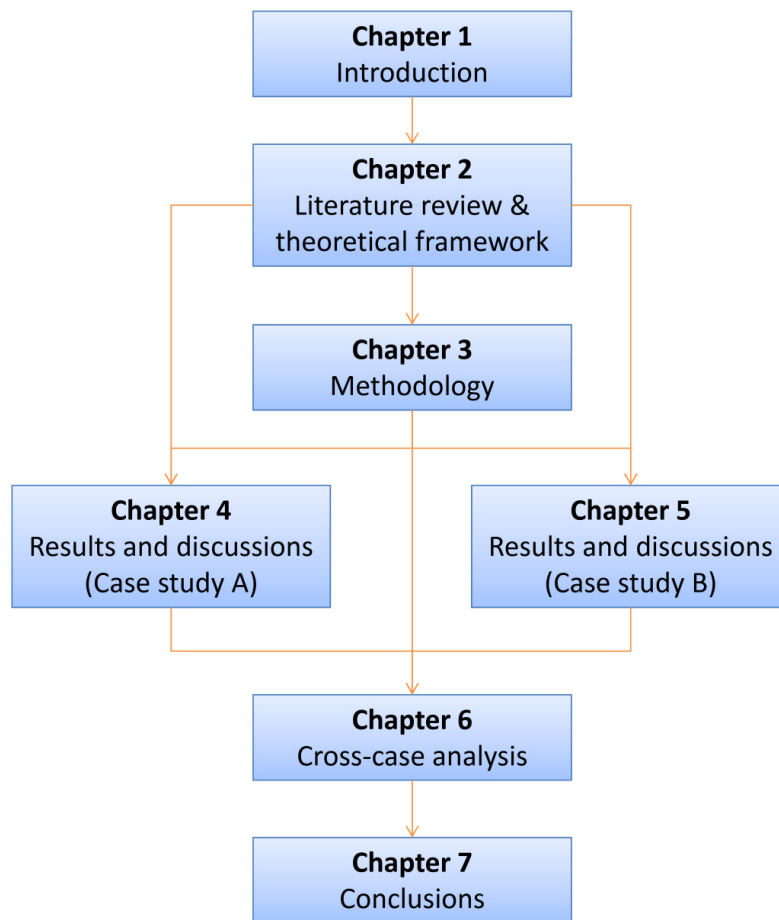 Chapter 1
Introduction
Chapter 2
Literature review &
theoretical framework
Chapter 3
Methodology
Chapter 4
Results and discussions
(Case study A)
Chapter 5
Results and discussions
(Case study B)
Chapter 6
Cross-case analysis
Chapter 7
Conclusions